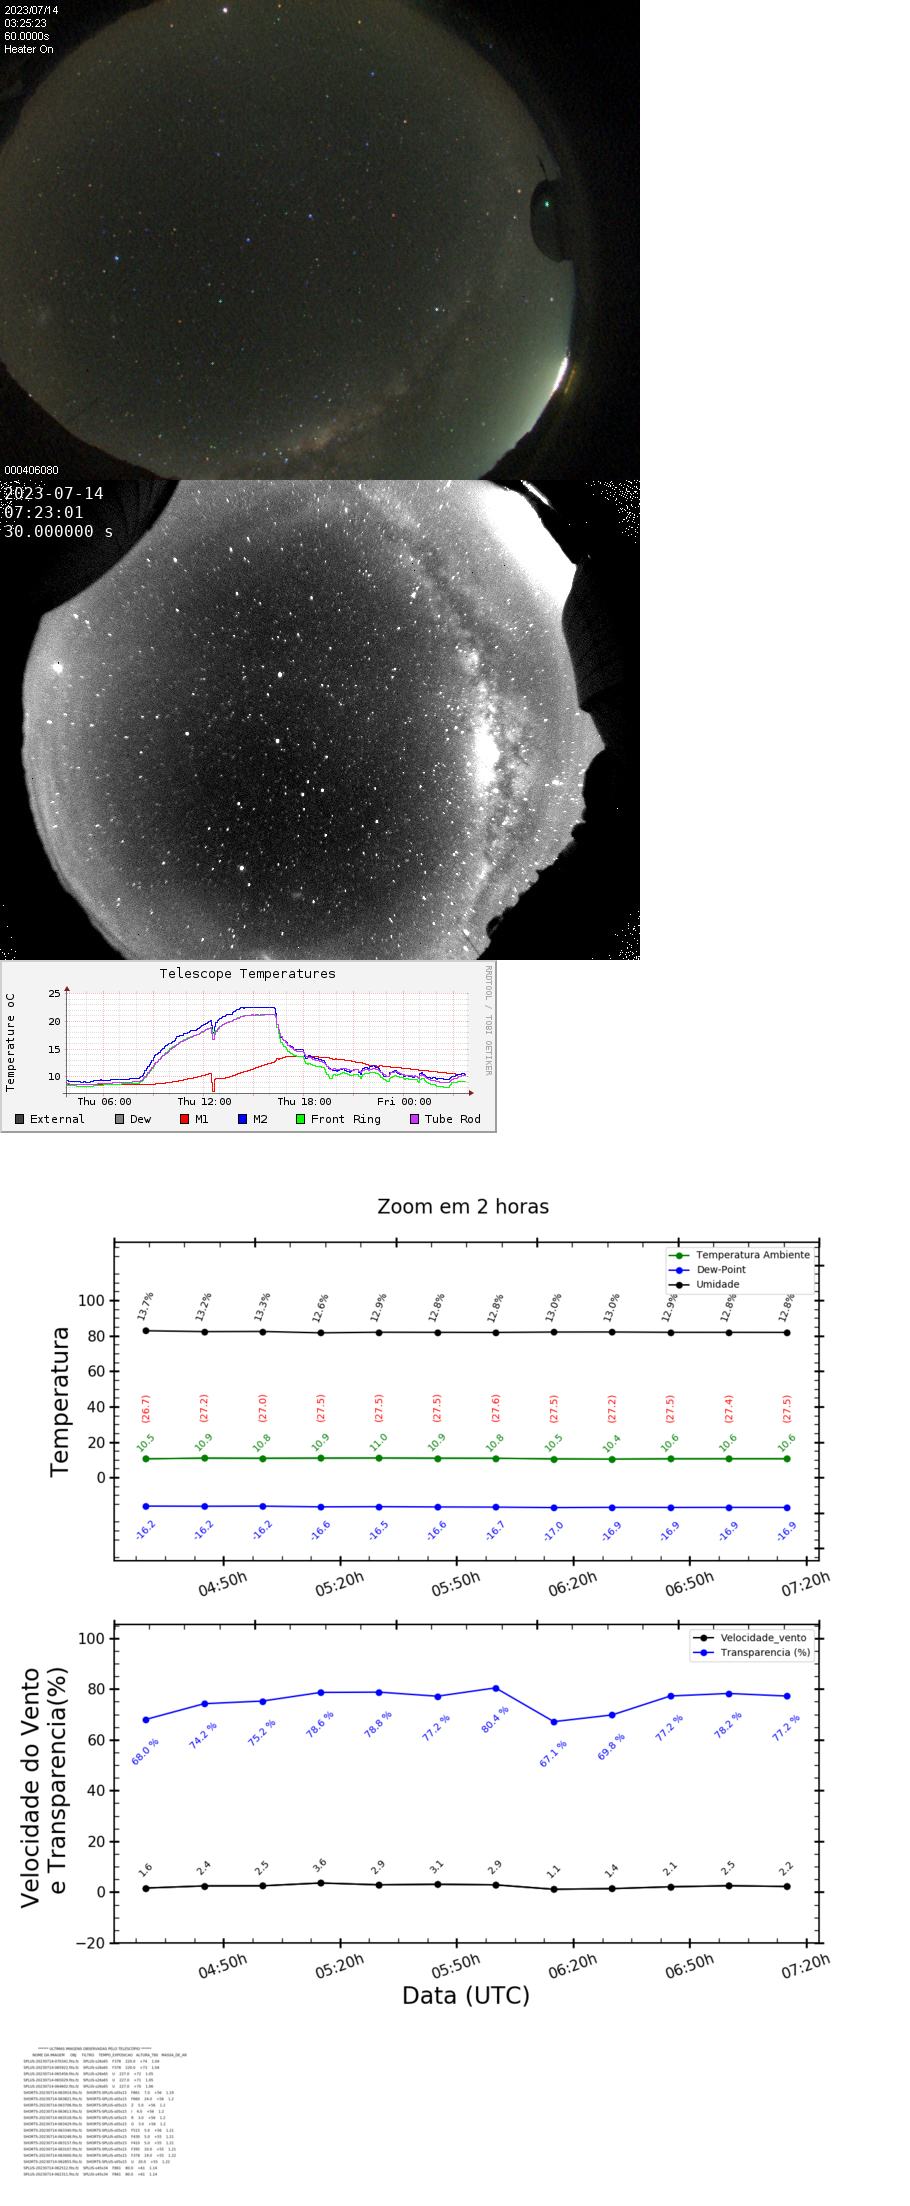 2023/07/14
03:25:23
60.0000s
Heater On
000406080
2023-07-14
07:23:01
30.000000 s
Telescope Temperatures
RRDTOOL / TOBI OETIKER
Temperature oC
25
20
15
10
Thu 06:00 Thu 12:00 Thu 18:00 Fri 00:00
External Dew M1 M2 Front Ring Tube Rod
Zoom em 2 horas
Temperatura Ambiente
Dew-Point
Umidade
Temperatura
100
80
60
40
20
0
13.7% 13.2% 13.3% 12.6% 12.9% 12.8% 12.8% 13.0% 13.0% 12.9% 12.8% 12.8%
(26.7) (27.2) (27.0) (27.5) (27.5) (27.5) (27.6) (27.5) (27.2) (27.5) (27.4) (27.5)
10.5 10.9 10.8 10.9 11.0 10.9 10.8 10.5 10.4 10.6 10.6 10.6
-16.2 -16.2 -16.2 -16.6 -16.5 -16.6 -16.7 -17.0 -16.9 -16.9 -16.9 -16.9
04:50h 05:20h 05:50h 06:20h 06:50h 07:20h
Velocidade_vento
Transparencia (%)
Velocidade do Vento
e Transparencia(%)
100
80
60
40
20
0
−20
68.0 % 74.2 % 75.2 % 78.6 % 78.8 % 77.2 % 80.4 % 67.1 % 69.8 % 77.2 % 78.2 % 77.2 %
1.6 2.4 2.5 3.6 2.9 3.1 2.9 1.1 1.4 2.1 2.5 2.2
04:50h 05:20h 05:50h 06:20h 06:50h 07:20h
Data (UTC)
****** ULTIMAS IMAGENS OBSERVADAS PELO TELESCOPIO ******
NOME DA IMAGEM OBJ FILTRO TEMPO_EXPOSICAO ALTURA_T80 MASSA_DE_AR